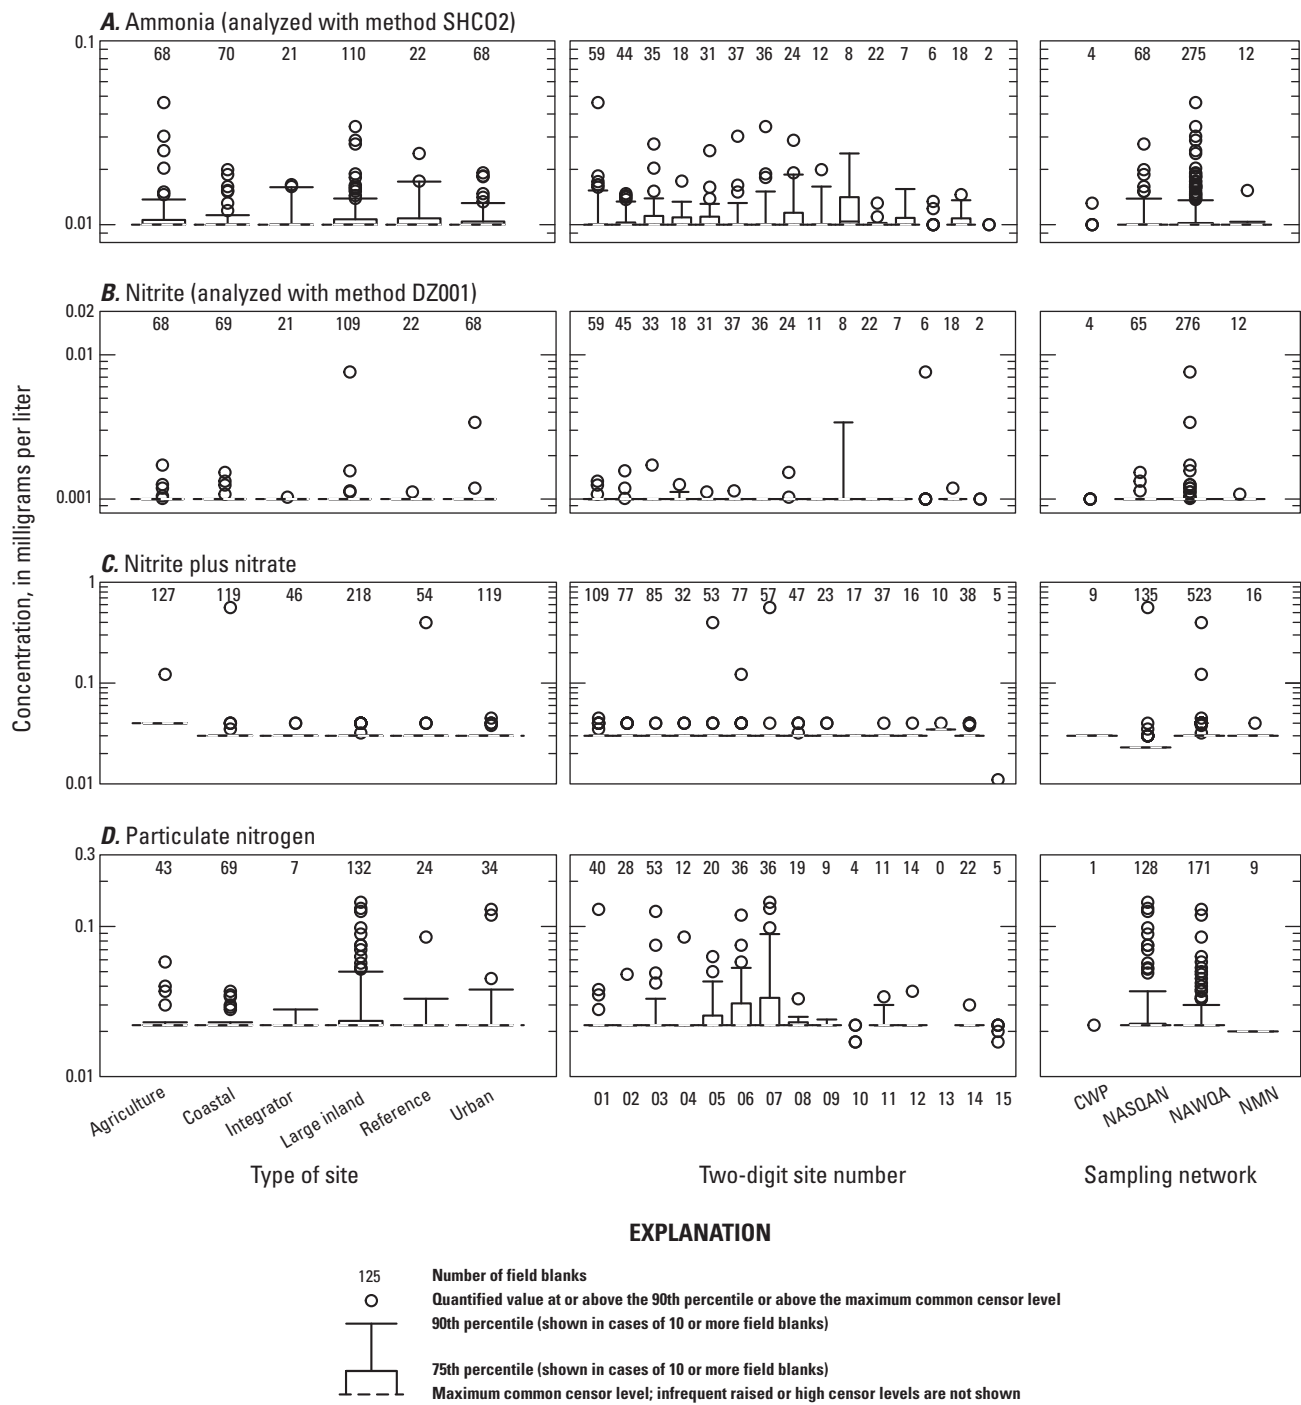 A. Ammonia (analyzed with method SHCO2)
0.1
68 70 21 110 22 68
59 44 35 18 31 37 36 24 12 8 22 7 6 18 2
4 68 275 12
0.01
B. Nitrite (analyzed with method DZ001)
0.02
68 69 21 109 22 68
59 45 33 18 31 37 36 24 11 8 22 7 6 18 2
4 65 276 12
0.01
0.001
Concentration, in milligrams per liter
C. Nitrite plus nitrate
1
127 119 46 218 54 119
109 77 85 32 53 77 57 47 23 17 37 16 10 38 5
9 135 523 16
0.1
0.01
D. Particulate nitrogen
0.3
43 69 7 132 24 34
40 28 53 12 20 36 36 19 9 4 11 14 0 22 5
1 128 171 9
0.1
0.01
Agriculture Coastal Integrator Large inland Reference Urban
01 02 03 04 05 06 07 08 09 10 11 12 13 14 15
CWP NASQAN NAWQA NMN
Type of site
Two-digit site number
Sampling network
EXPLANATION
125 Number of field blanks
Quantified value at or above the 90th percentile or above the maximum common censor level
90th percentile (shown in cases of 10 or more field blanks)
75th percentile (shown in cases of 10 or more field blanks)
Maximum common censor level; infrequent raised or high censor levels are not shown